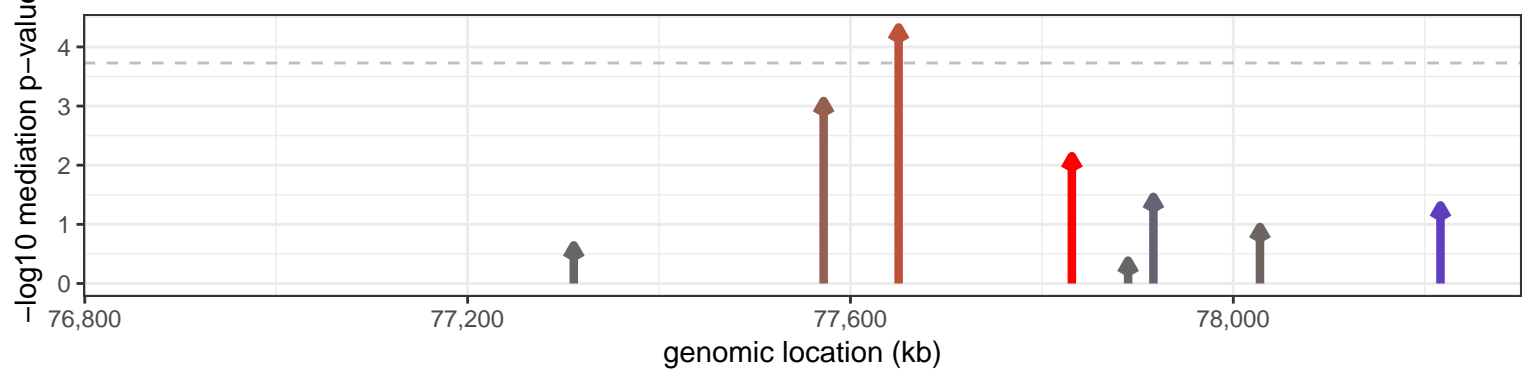 −log10 mediation p−value
4
3
2
1
0
76,800 77,200 77,600 78,000
genomic location (kb)